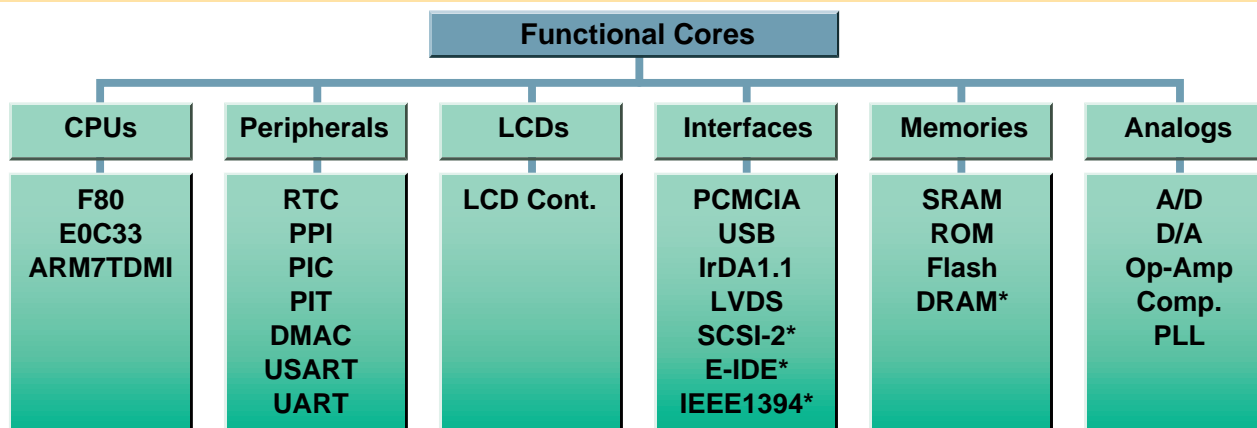 Functional Cores
CPUs
F80
E0C33
ARM7TDMI
Peripherals
RTC
PPI
PIC
PIT
DMAC
USART
UART
LCDs
LCD Cont.
Interfaces
PCMCIA
USB
IrDA1.1
LVDS
SCSI-2*
E-IDE*
IEEE1394*
Memories
SRAM
ROM
Flash
DRAM*
Analogs
A/D
D/A
Op-Amp
Comp.
PLL